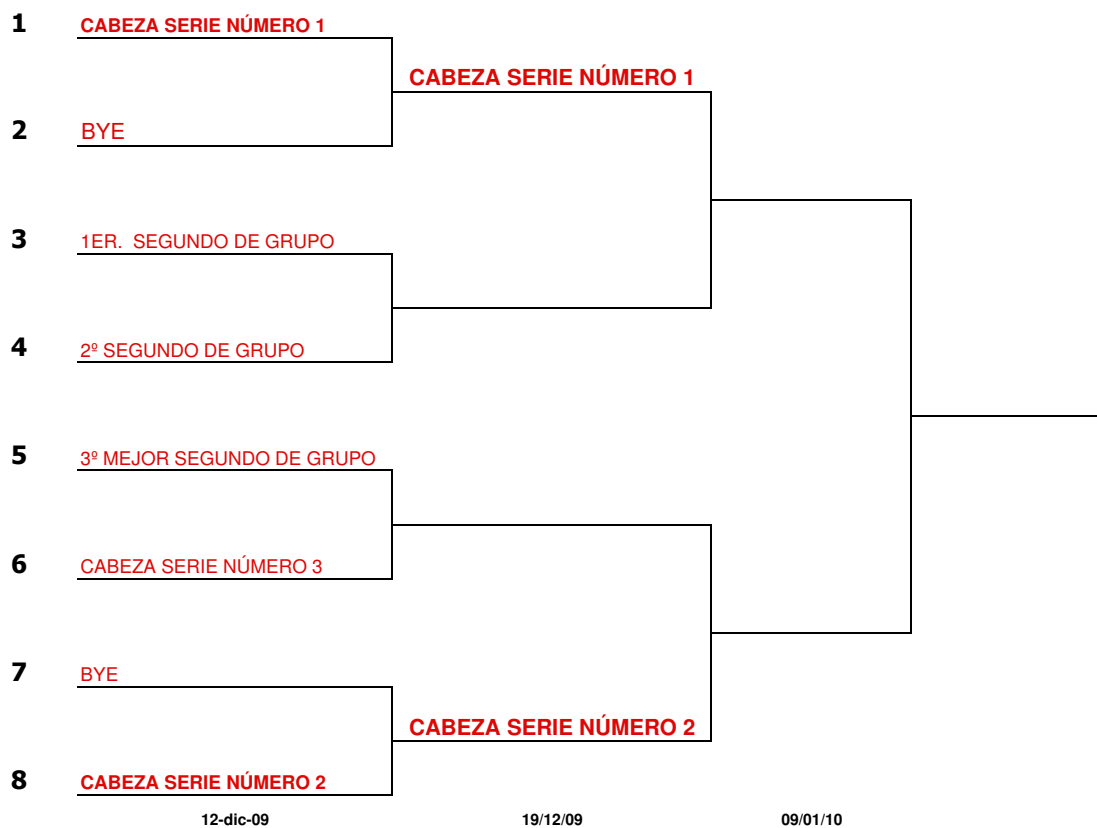 1 CABEZA SERIE NÚMERO 1
CABEZA SERIE NÚMERO 1
2 BYE
3 1ER. SEGUNDO DE GRUPO
4 2º SEGUNDO DE GRUPO
5 3º MEJOR SEGUNDO DE GRUPO
6 CABEZA SERIE NÚMERO 3
7 BYE
CABEZA SERIE NÚMERO 2
8 CABEZA SERIE NÚMERO 2
12-dic-09 19/12/09 09/01/10